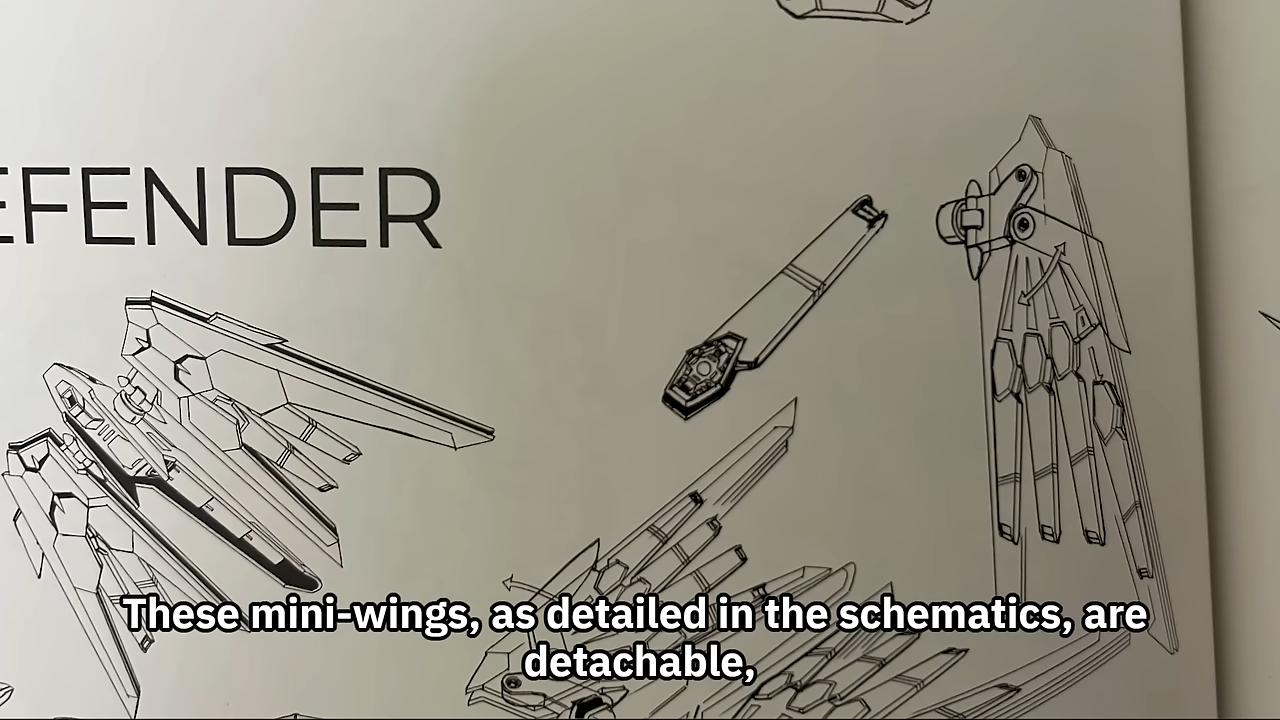 EFENDER
These mini-wings, as detailed in the schematics, are
detachable,